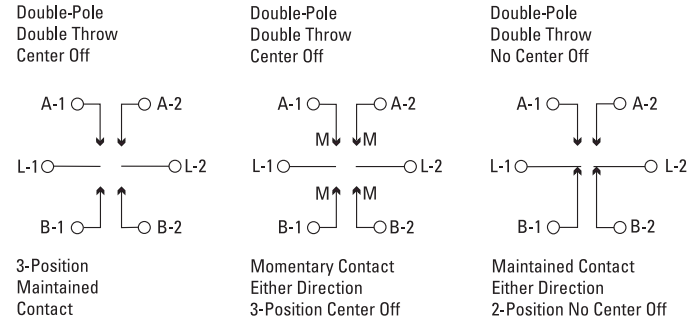 Double-Pole
Double Throw
Center Off
A-1
A-2
L-1
L-2
B-1
B-2
3-Position
Maintained
Contact
Double-Pole
Double Throw
Center Off
A-1
A-2
M
M
L-1
L-2
M
M
B-1
B-2
Momentary Contact
Either Direction
3-Position Center Off
Double-Pole
Double Throw
No Center Off
A-1
A-2
L-1
L-2
B-1
B-2
Maintained Contact
Either Direction
2-Position No Center Off